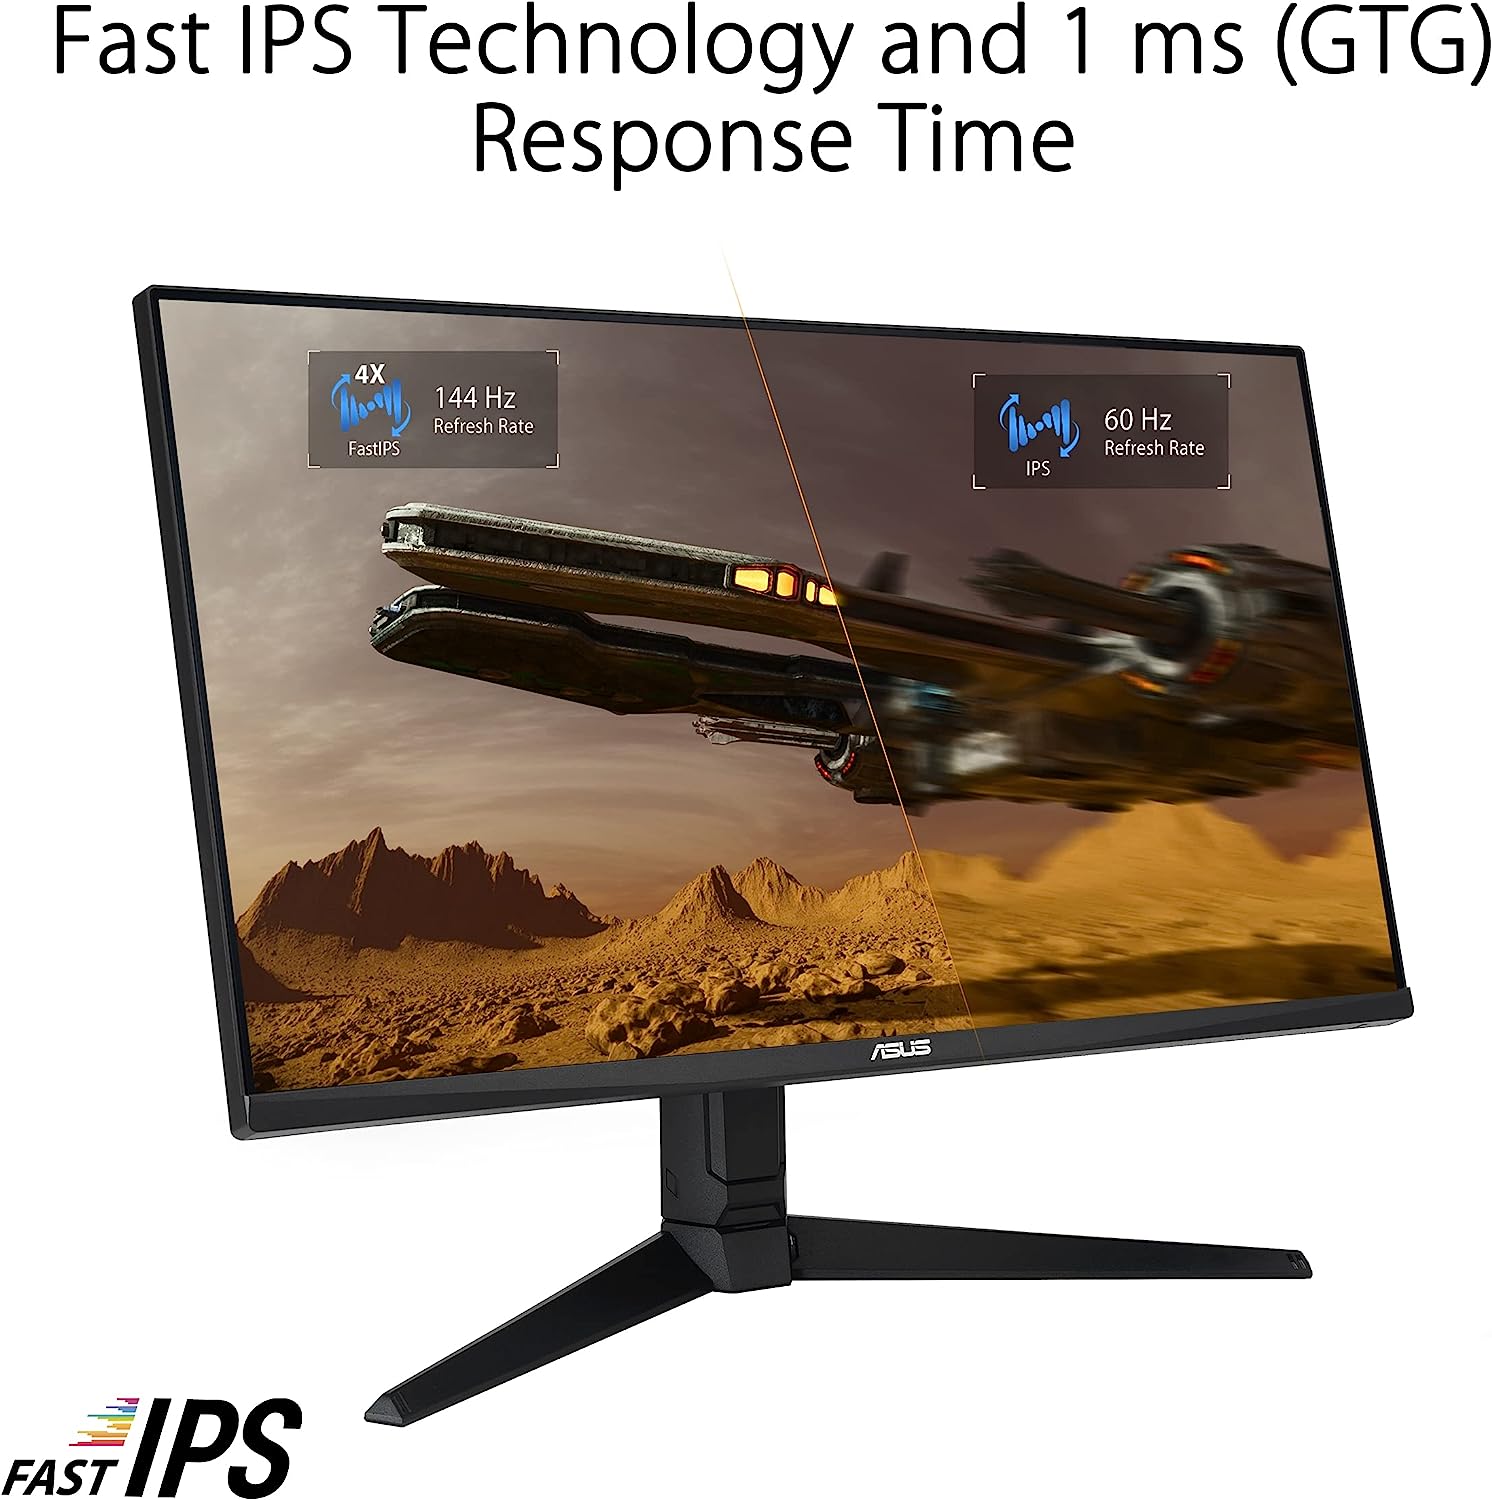 Fast IPS Technology and 1 ms (GTG)
Response Time
4X
FastIPS
144 Hz
Refresh Rate
IPS
60 Hz
Refresh Rate
ASUS
FAST IPS